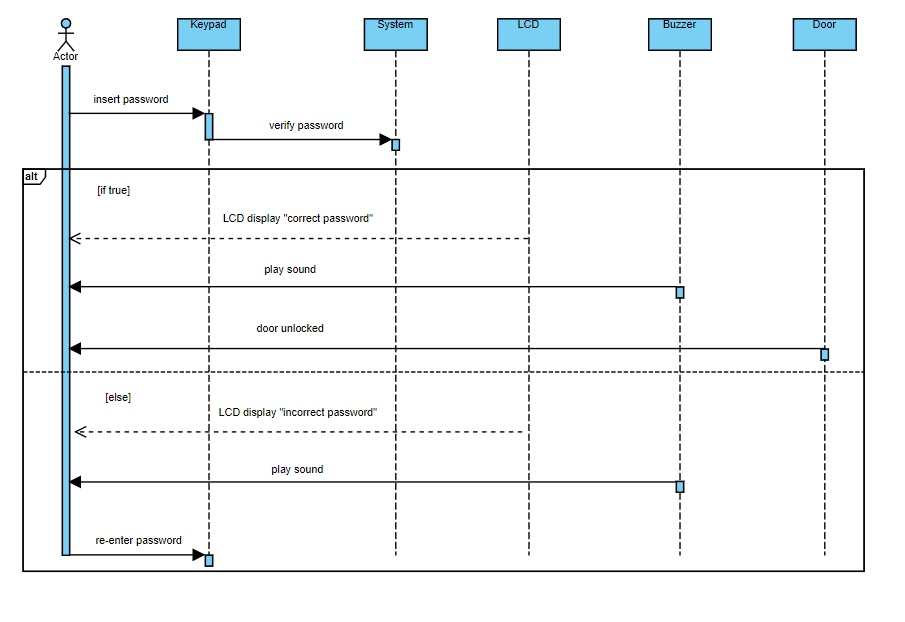 Keypad
System
LCD
Buzzer
Door
Actor
insert password
verify password
alt
[if true]
LCD display "correct password"
play sound
door unlocked
[else]
LCD display "incorrect password"
play sound
re-enter password